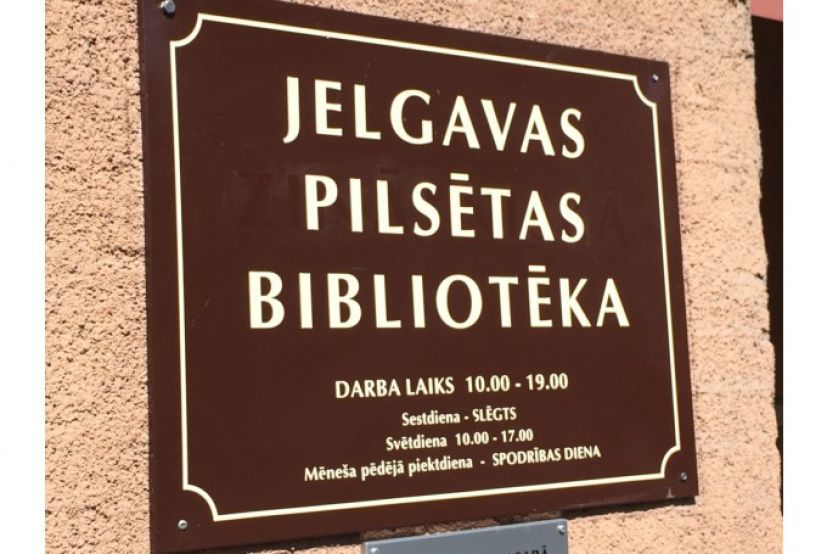 JELGAVAS
PILSĒTAS
BIBLIOTĒKA
DARBA LAIKS 10.00 - 19.00
Sestdiena - SLĒGTS
Svētdiena 10.00 - 17.00
Mēneša pēdējā piektdiena - SPODRĪBAS DIENA